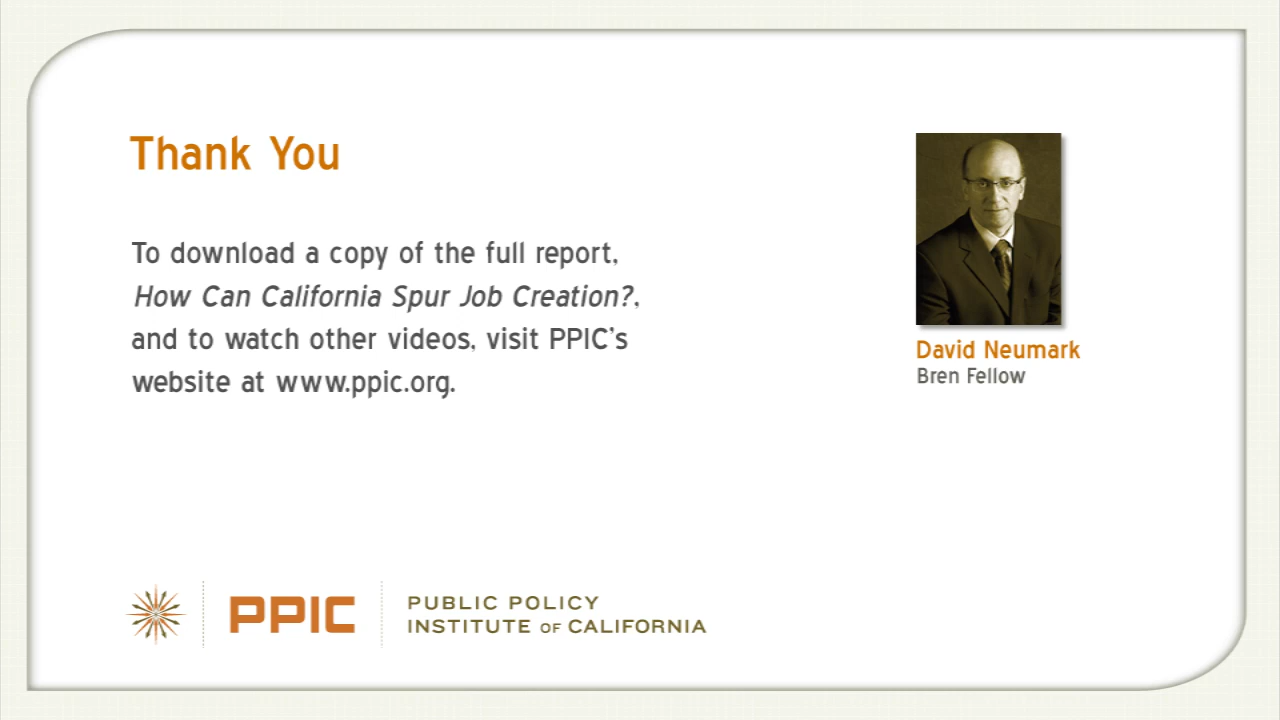 Thank You
To download a copy of the full report,
How Can California Spur Job Creation?,
and to watch other videos, visit PPIC's
website at www.ppic.org.
David Neumark
Bren Fellow
PPIC
PUBLIC POLICY
INSTITUTE OF CALIFORNIA